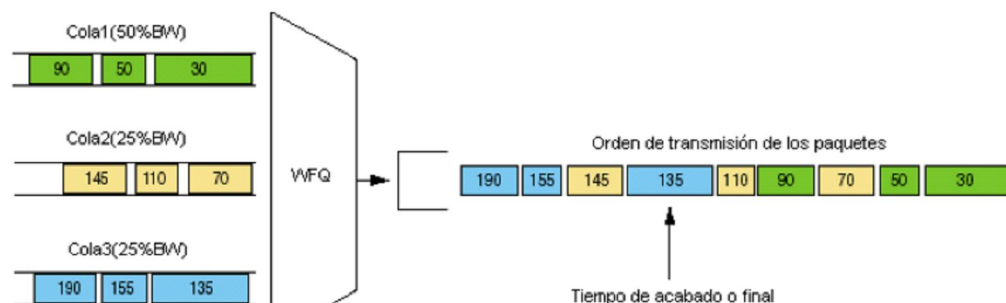 Cola1(50%BW)
90 50 30
Cola2(25%BW)
145 110 70
Cola3(25%BW)
190 155 135
WFQ
Orden de transmisión de los paquetes
190 155 145 135 110 90 70 50 30
Tiempo de acabado o final